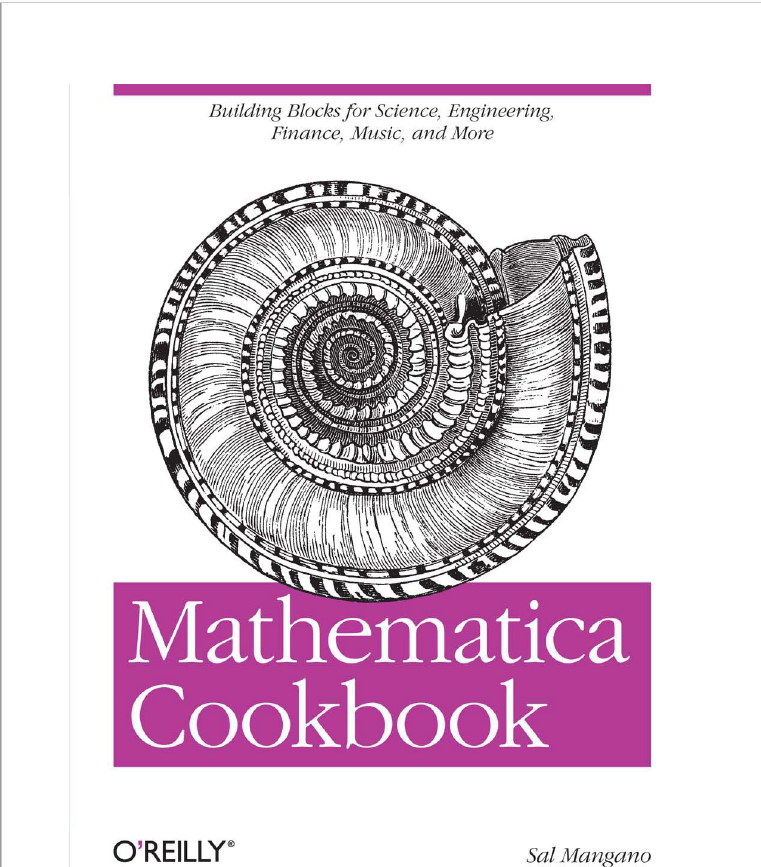 Building Blocks for Science, Engineering,
Finance, Music, and More
Mathematica
Cookbook
O'REILLY®
Sal Mangano